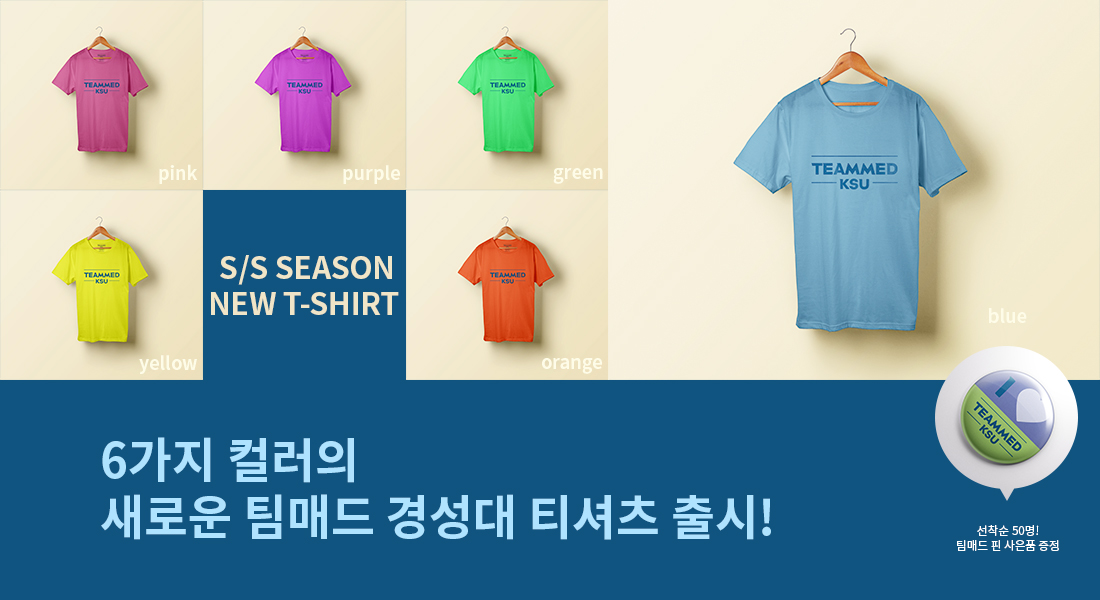 TEAMMED
KSU
pink
TEAMMED
KSU
purple
TEAMMED
KSU
green
TEAMMED
KSU
blue
TEAMMED
KSU
yellow
S/S SEASON
NEW T-SHIRT
TEAMMED
KSU
orange
6가지 컬러의
새로운 팀매드 경성대 티셔츠 출시!
TEAMMED
KSU
선착순 50명!
팀매드 핀 사은품 증정